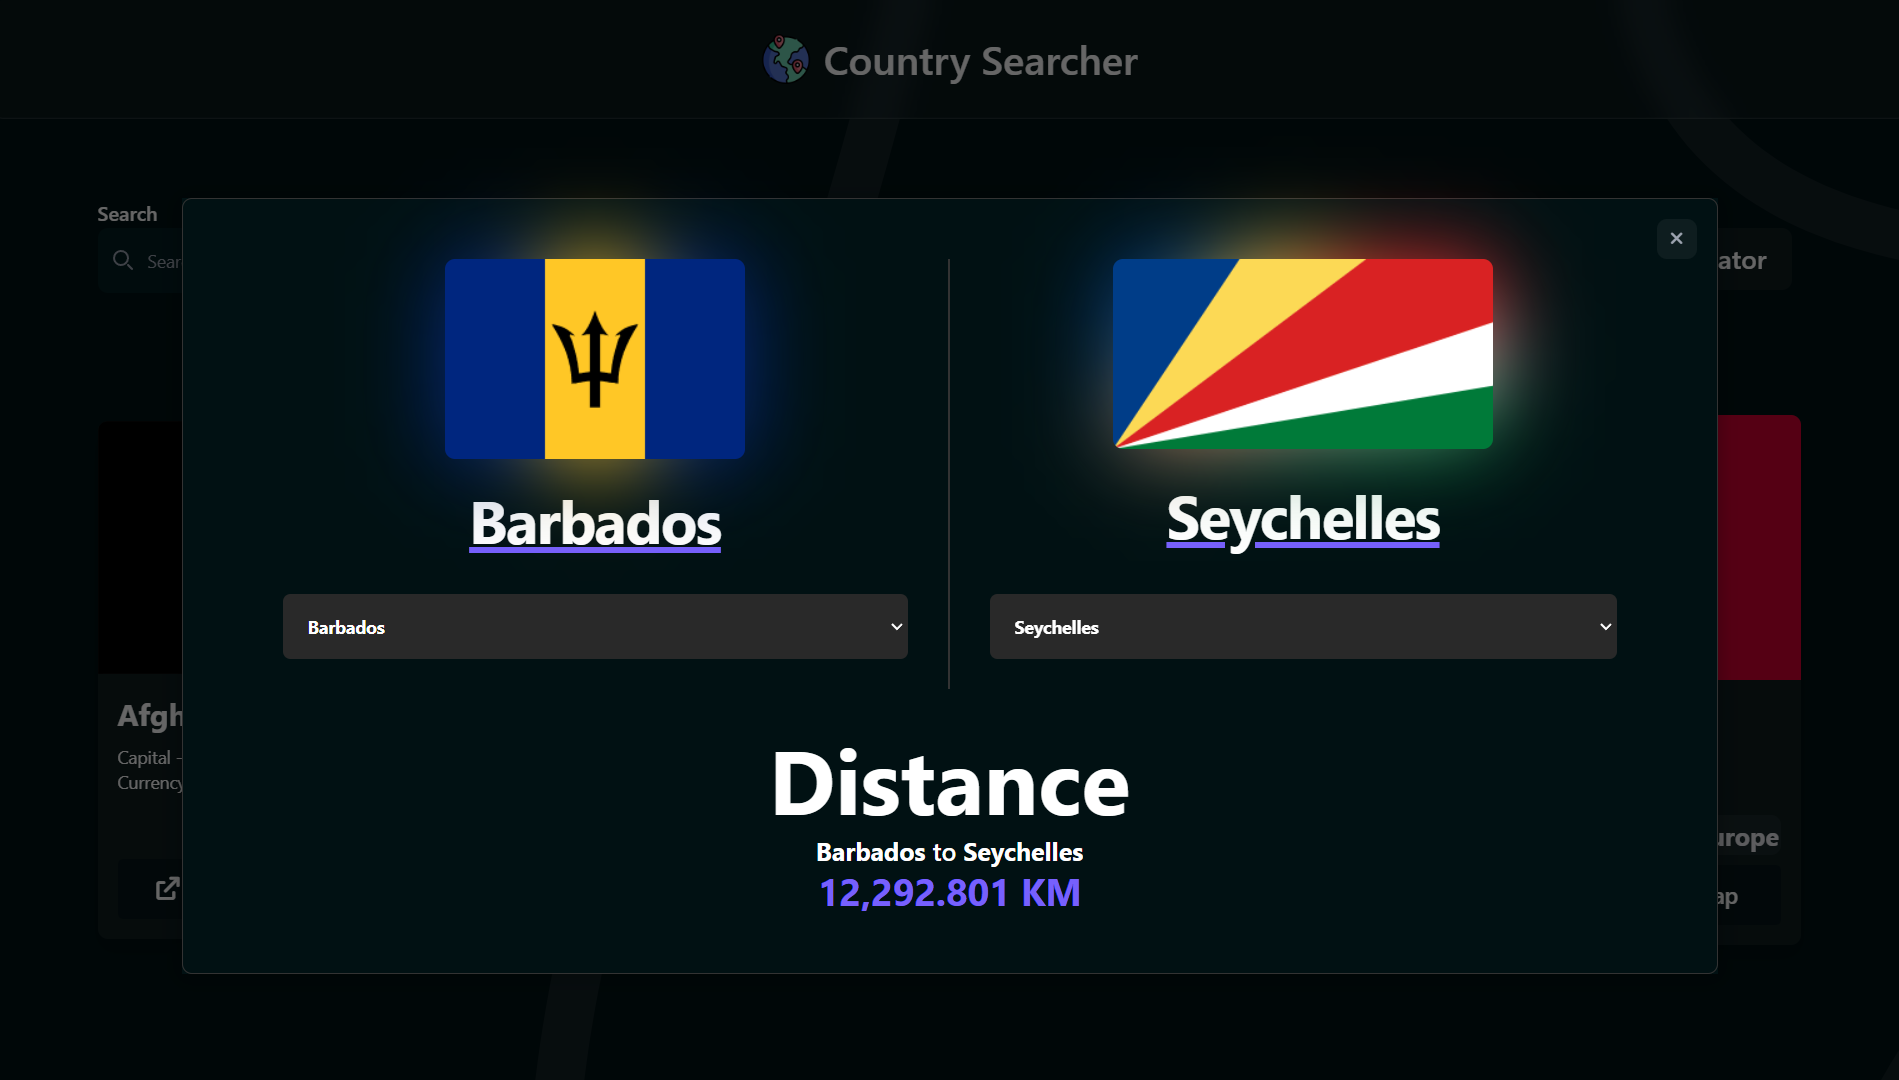 Country Searcher
Search
Sear
ator
Barbados
Seychelles
Barbados
Seychelles
Afgh
Capital -
Currency
Distance
Barbados to Seychelles
12,292.801 KM
urope
ap